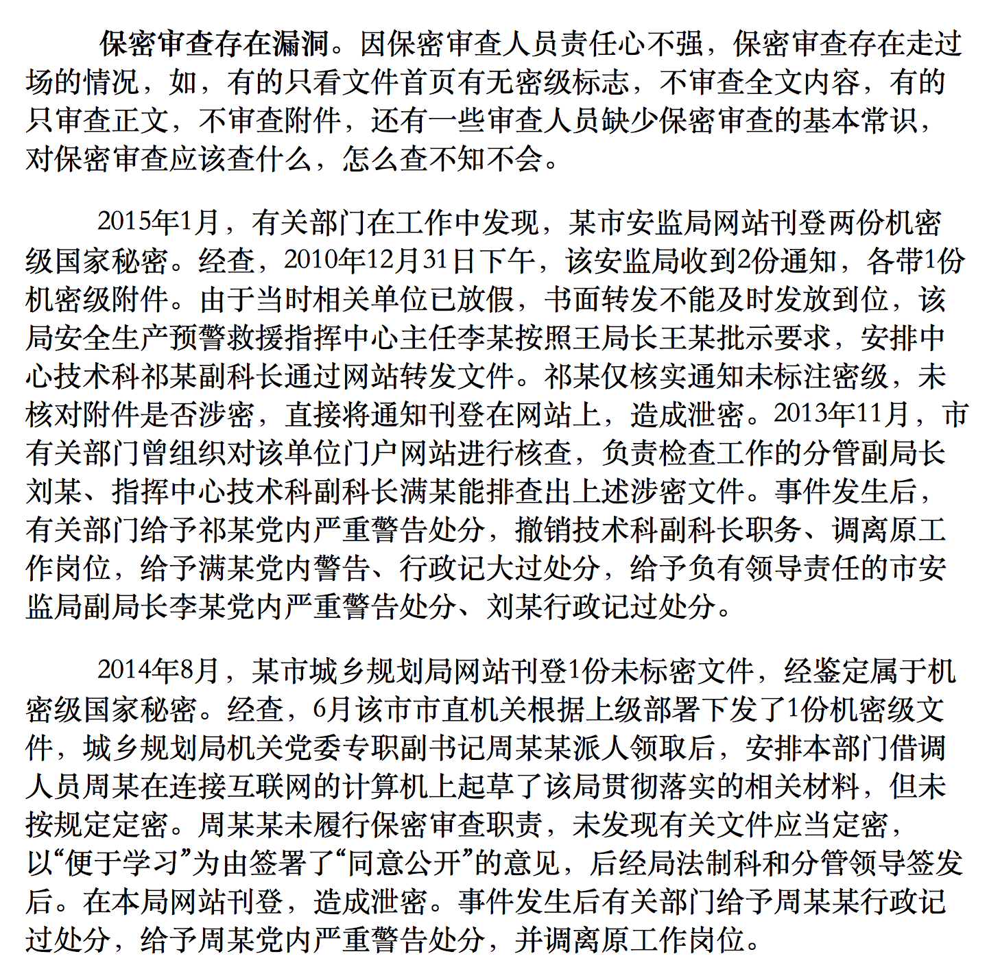 保密审查存在漏洞。因保密审查人员责任心不强，保密审查存在走过
场的情况，如，有的只看文件首页有无密级标志，不审查全文内容，有的
只审查正文，不审查附件，还有一些审查人员缺少保密审查的基本常识，
对保密审查应该查什么，怎么查不知不会。
2015年1月，有关部门在工作中发现，某市安监局网站刊登两份机密
级国家秘密。经查，2010年12月31日下午，该安监局收到2份通知，各带1份
机密级附件。由于当时相关单位已放假，书面转发不能及时发放到位，该
局安全生产预警救援指挥中心主任李某按照王局长王某批示要求，安排中
心技术科祁某副科长通过网站转发文件。祁某仅核实通知未标注密级，未
核对附件是否涉密，直接将通知刊登在网站上，造成泄密。2013年11月，市
有关部门曾组织对该单位门户网站进行核查，负责检查工作的分管副局长
刘某、指挥中心技术科副科长满某能排查出上述涉密文件。事件发生后，
有关部门给予祁某党内严重警告处分，撤销技术科副科长职务、调离原工
作岗位，给予满某党内警告、行政记大过处分，给予负有领导责任的市安
监局副局长李某党内严重警告处分、刘某行政记过处分。
2014年8月，某市城乡规划局网站刊登1份未标密文件，经鉴定属于机
密级国家秘密。经查，6月该市市直机关根据上级部署下发了1份机密级文
件，城乡规划局机关党委专职副书记周某某派人领取后，安排本部门借调
人员周某在连接互联网的计算机上起草了该局贯彻落实的相关材料，但未
按规定定密。周某某未履行保密审查职责，未发现有关文件应当定密，
以“便于学习”为由签署了“同意公开”的意见，后经局法制科和分管领导签发
后。在本局网站刊登，造成泄密。事件发生后有关部门给予周某某行政记
过处分，给予周某党内严重警告处分，并调离原工作岗位。